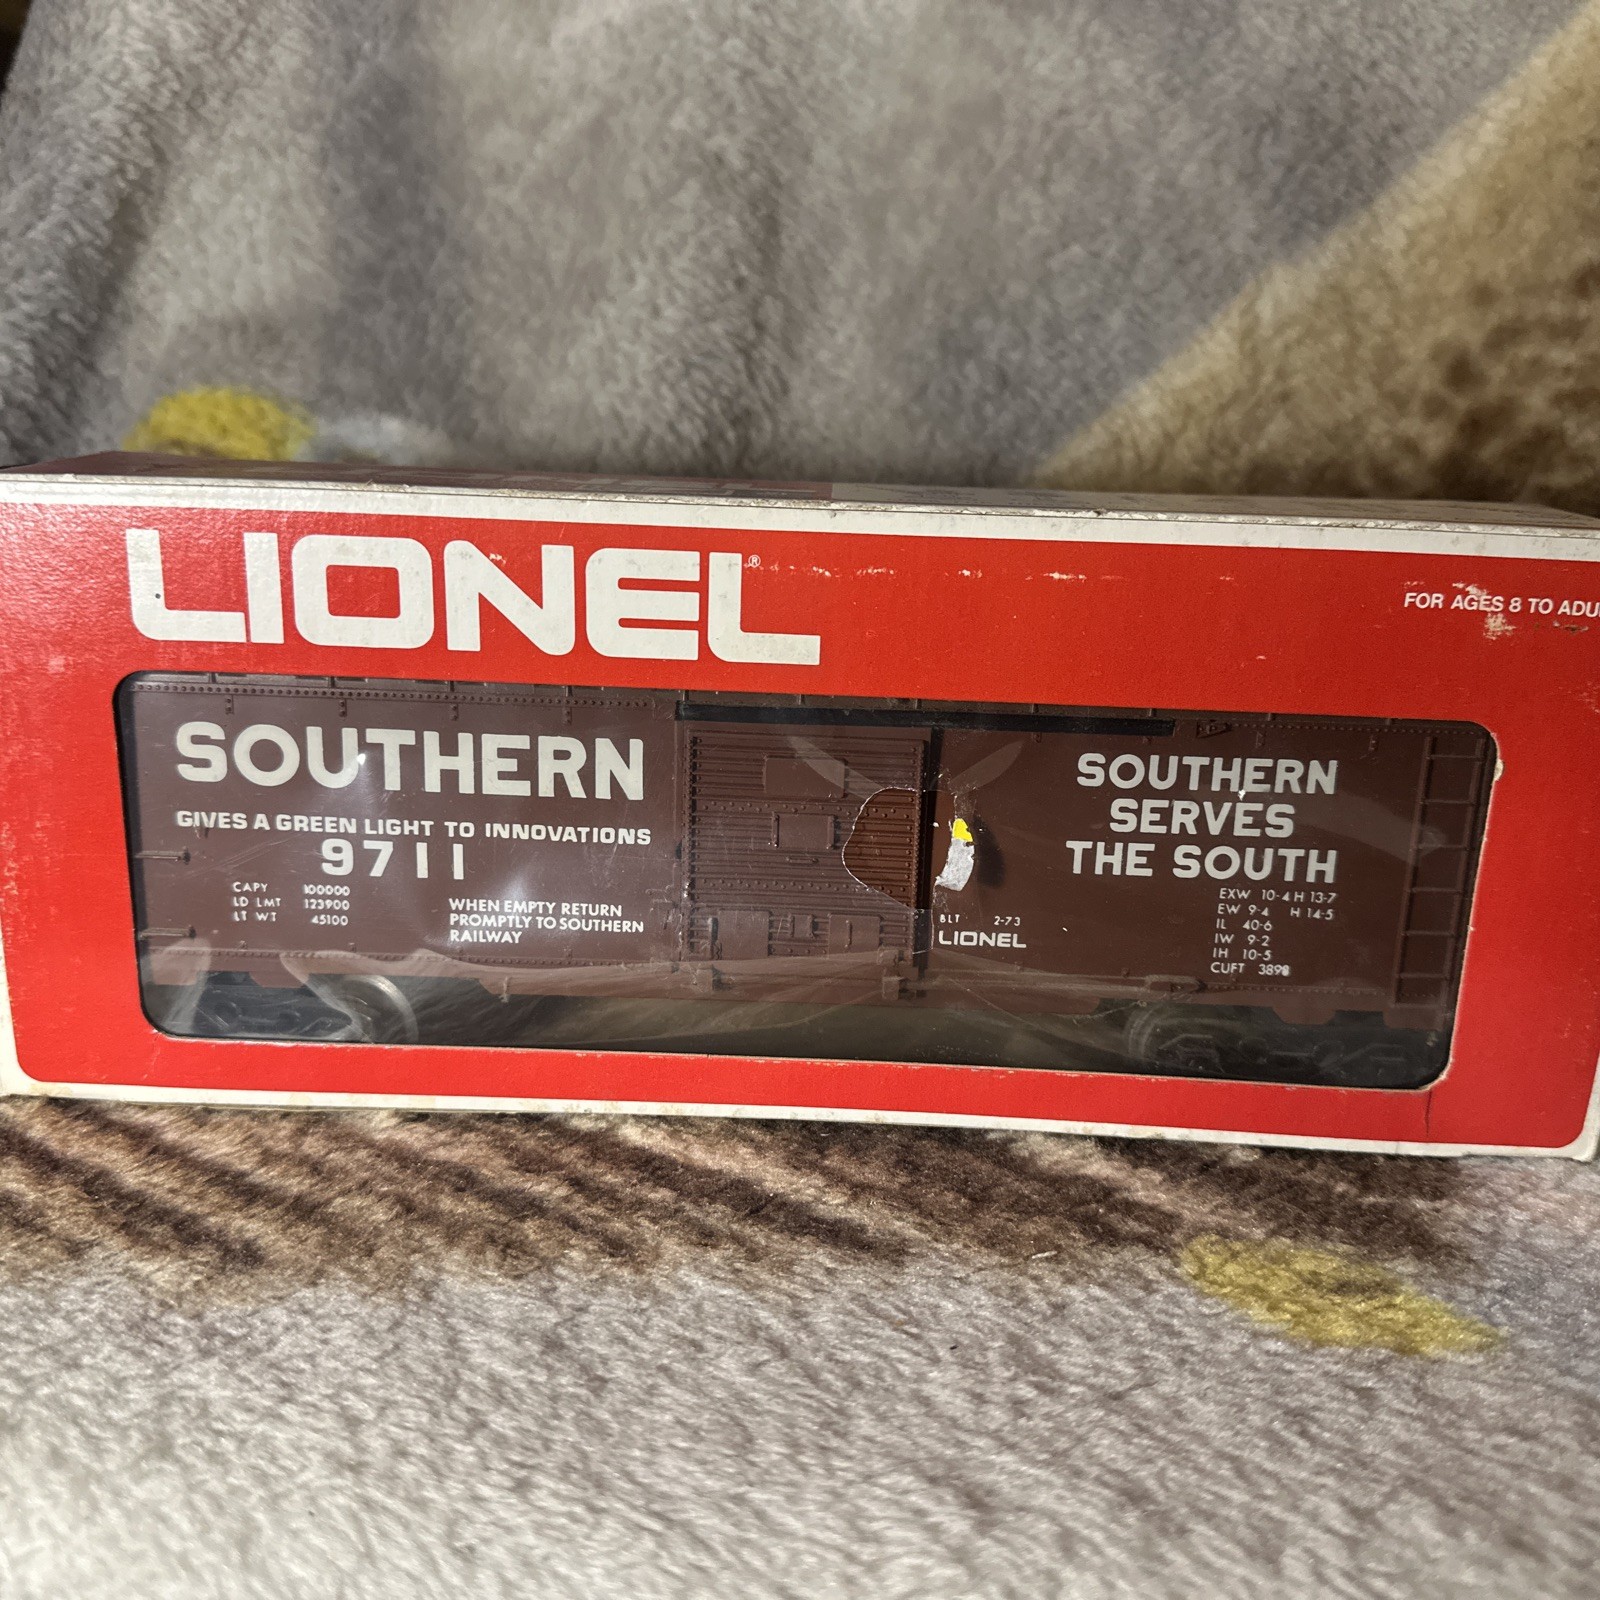 LIONEL®
FOR AGES 8 TO ADU
SOUTHERN
GIVES A GREEN LIGHT TO INNOVATIONS
9711
CAPY 100000
LD LMT 123900
LT WT 45100
WHEN EMPTY RETURN
PROMPTLY TO SOUTHERN
RAILWAY
BLT 2-73
LIONEL
SOUTHERN
SERVES
THE SOUTH
EXW 10-4 H 13-7
EW 9-4 H 14-5
IL 40-6
IW 9-2
IH 10-5
CUFT 3898